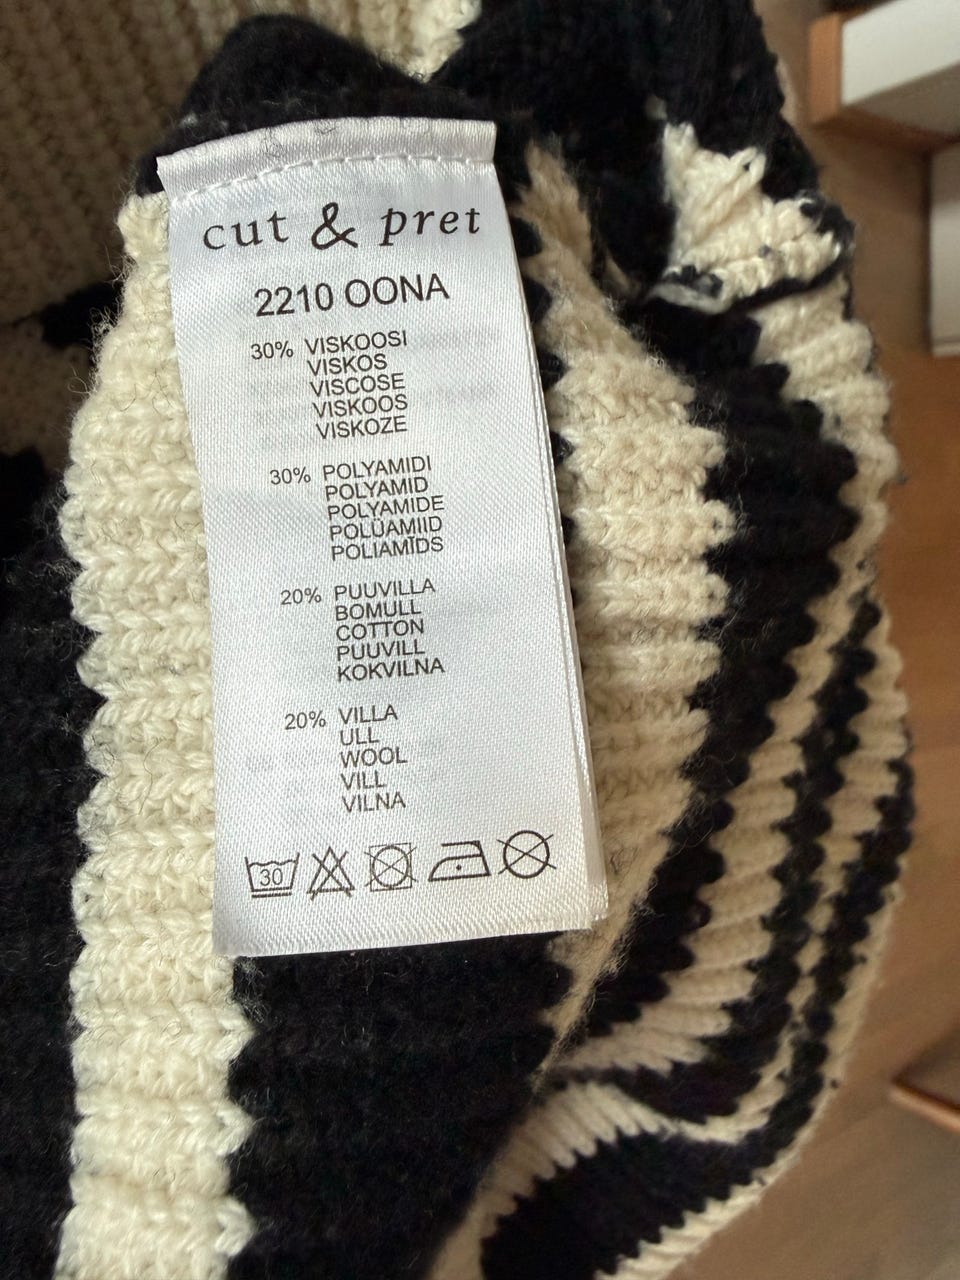 cut & pret
2210 OONA
30% VISKOOSI
VISKOS
VISCOSE
VISKOOS
VISKOZE
30% POLYAMIDI
POLYAMID
POLYAMIDE
POLÜAMIID
POLIAMĪDS
20% PUUVILLA
BOMULL
COTTON
PUUVILL
KOKVILNA
20% VILLA
ULL
WOOL
VILL
VILNA
30